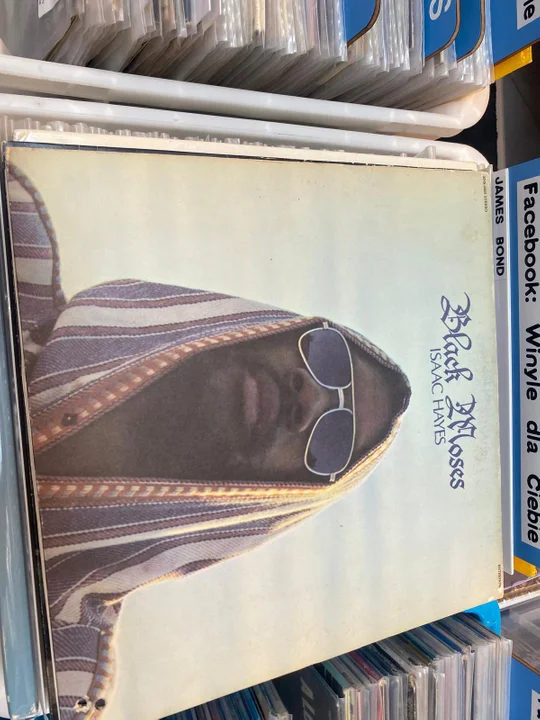 Black Moses
ISAAC HAYES
JAMES BOND
Facebook: Winyle dla Ciebie